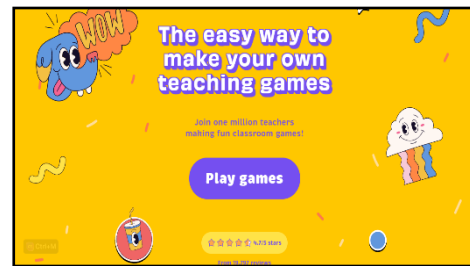 WOW
The easy way to
make your own
teaching games
Join one million teachers
making fun classroom games!
Play games
4.7/5 stars